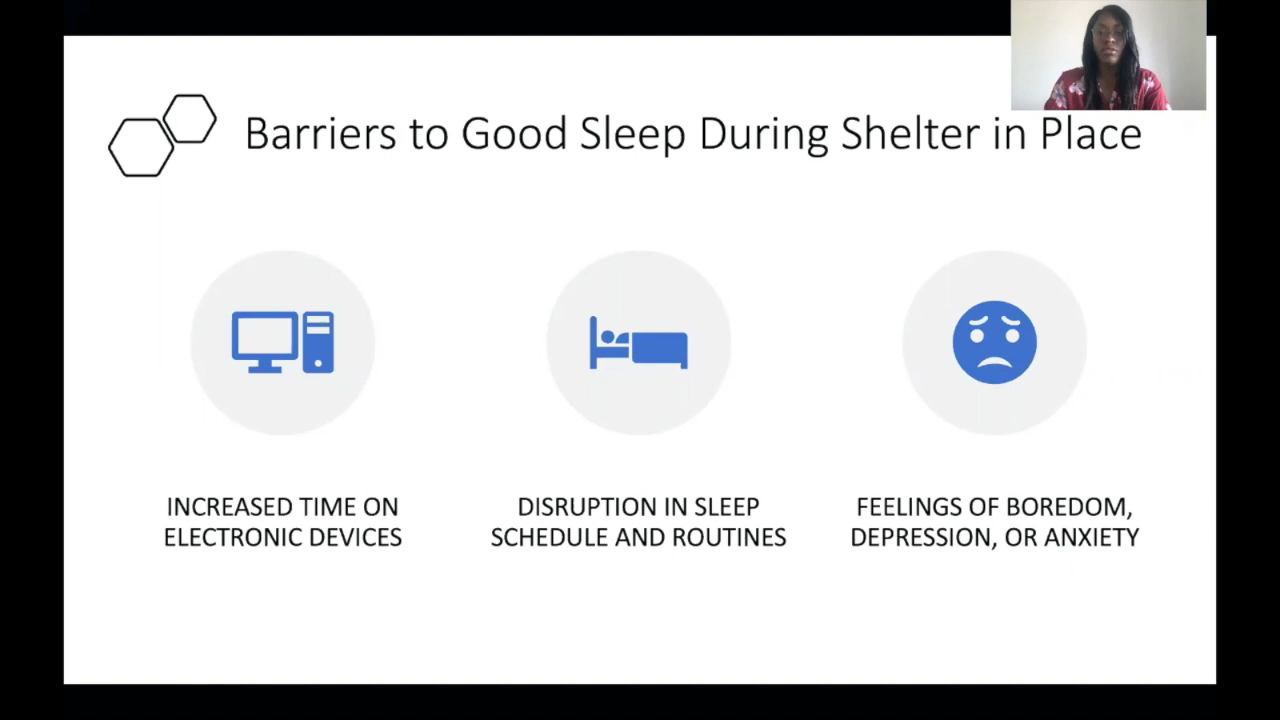 Barriers to Good Sleep During Shelter in Place
INCREASED TIME ON
ELECTRONIC DEVICES
DISRUPTION IN SLEEP
SCHEDULE AND ROUTINES
FEELINGS OF BOREDOM,
DEPRESSION, OR ANXIETY